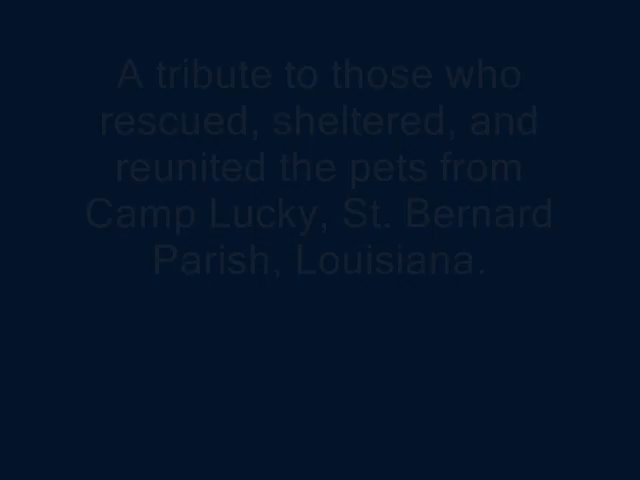 A tribute to those who
rescued, sheltered, and
reunited the pets from
Camp Lucky, St. Bernard
Parish, Louisiana.